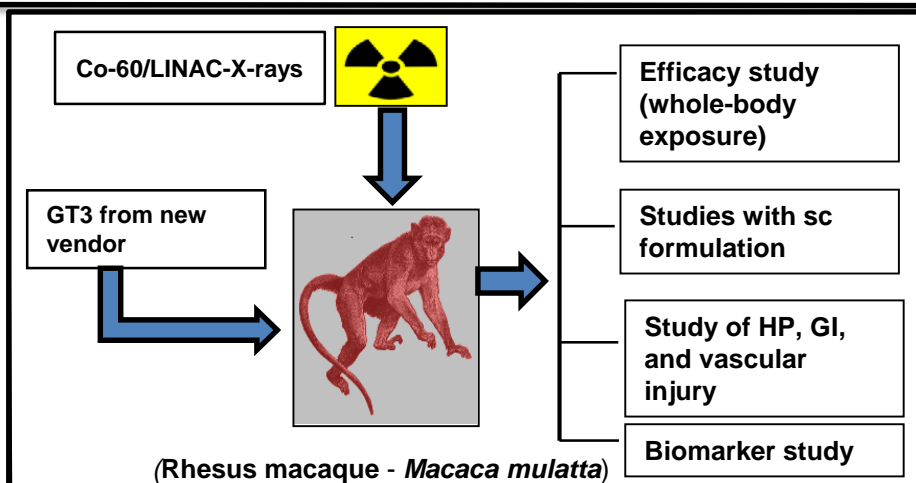 Co-60/LINAC-X-rays
GT3 from new
vendor
Efficacy study
(whole-body
exposure)
Studies with sc
formulation
Study of HP, GI,
and vascular
injury
Biomarker study
(Rhesus macaque - Macaca mulatta)